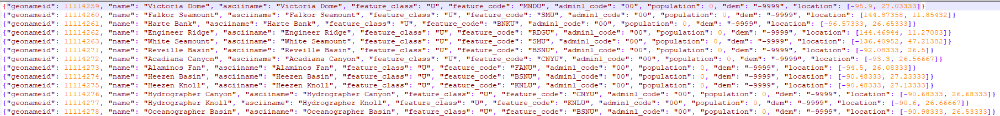 {"geonameid": 11114259, "name": "Victoria Dome", "asciiname": "Victoria Dome", "feature_class": "U", "feature_code": "MNDU", "admin1_code": "00", "population": 0, "dem": "-9999", "location": [-95.9, 27.03333]}
{"geonameid": 11114260, "name": "Falkor Seamount", "asciiname": "Falkor Seamount", "feature_class": "U", "feature_code": "SMU", "admin1_code": "00", "population": 0, "dem": "-9999", "location": [144.87358, 11.85432]}
{"geonameid": 11114261, "name": "Harte Bank", "asciiname": "Harte Bank", "feature_class": "U", "feature_code": "BNKU", "admin1_code": "00", "population": 0, "dem": "-9999", "location": [-96.57333, 26.65333]}
{"geonameid": 11114262, "name": "Engineer Ridge", "asciiname": "Engineer Ridge", "feature_class": "U", "feature_code": "RDGU", "admin1_code": "00", "population": 0, "dem": "-9999", "location": [144.46944, 11.27083]}
{"geonameid": 11114263, "name": "White Seamount", "asciiname": "White Seamount", "feature_class": "U", "feature_code": "SMU", "admin1_code": "00", "population": 0, "dem": "-9999", "location": [-136.40952, 47.21382]}
{"geonameid": 11114271, "name": "Reveille Basin", "asciiname": "Reveille Basin", "feature_class": "U", "feature_code": "BSNU", "admin1_code": "00", "population": 0, "dem": "-9999", "location": [-92.08333, 26.5]}
{"geonameid": 11114272, "name": "Acadiana Canyon", "asciiname": "Acadiana Canyon", "feature_class": "U", "feature_code": "CNYU", "admin1_code": "00", "population": 0, "dem": "-9999", "location": [-93.3, 26.56667]}
{"geonameid": 11114273, "name": "Alaminos Fan", "asciiname": "Alaminos Fan", "feature_class": "U", "feature_code": "FANU", "admin1_code": "00", "population": 0, "dem": "-9999", "location": [-94.5, 26.08333]}
{"geonameid": 11114274, "name": "Heezen Basin", "asciiname": "Heezen Basin", "feature_class": "U", "feature_code": "BSNU", "admin1_code": "00", "population": 0, "dem": "-9999", "location": [-90.48333, 27.23333]}
{"geonameid": 11114275, "name": "Heezen Knoll", "asciiname": "Heezen Knoll", "feature_class": "U", "feature_code": "KNLU", "admin1_code": "00", "population": 0, "dem": "-9999", "location": [-90.48333, 27.13333]}
{"geonameid": 11114276, "name": "Hydrographer Canyon", "asciiname": "Hydrographer Canyon", "feature_class": "U", "feature_code": "CNYU", "admin1_code": "00", "population": 0, "dem": "-9999", "location": [-90.68333, 26.68333]}
{"geonameid": 11114277, "name": "Hydrographer Knoll", "asciiname": "Hydrographer Knoll", "feature_class": "U", "feature_code": "KNLU", "admin1_code": "00", "population": 0, "dem": "-9999", "location": [-90.6, 26.66667]}
{"geonameid": 11114278, "name": "Oceanographer Basin", "asciiname": "Oceanographer Basin", "feature_class": "U", "feature_code": "BSNU", "admin1_code": "00", "population": 0, "dem": "-9999", "location": [-90.98333, 26.53333]}